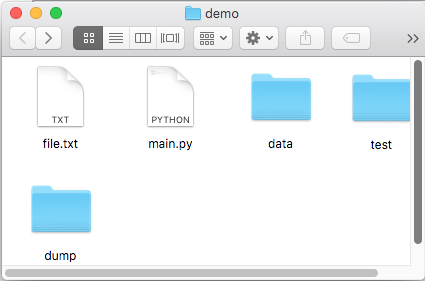 demo
TXT
PYTHON
file.txt
main.py
data
test
dump